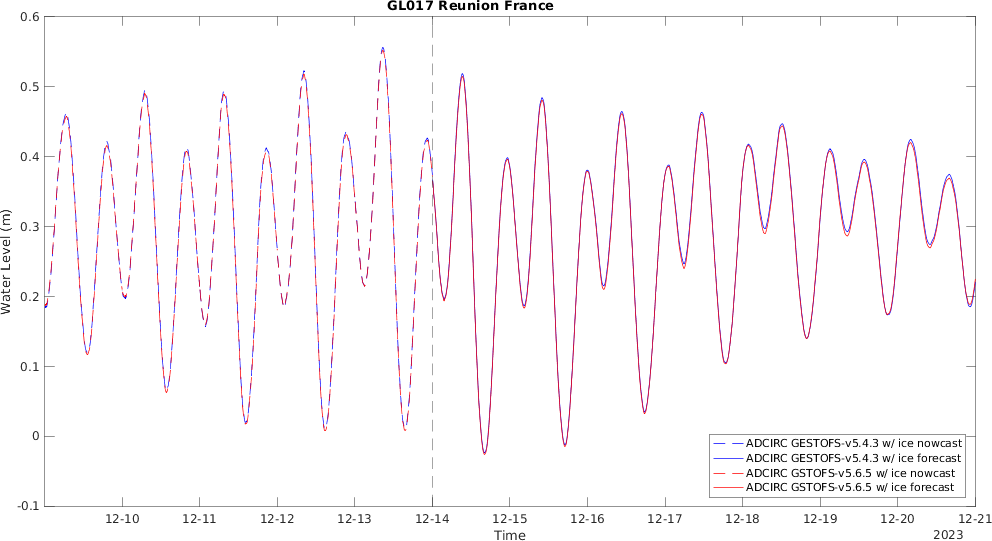 GL017 Reunion France
0.6
0.5
0.4
0.3
0.2
0.1
0
-0.1
Water Level (m)
ADCIRC GESTOFS-v5.4.3 w/ ice nowcast
ADCIRC GESTOFS-v5.4.3 w/ ice forecast
ADCIRC GSTOFS-v5.6.5 w/ ice nowcast
ADCIRC GSTOFS-v5.6.5 w/ ice forecast
12-10 12-11 12-12 12-13 12-14 12-15 12-16 12-17 12-18 12-19 12-20 12-21
Time
2023